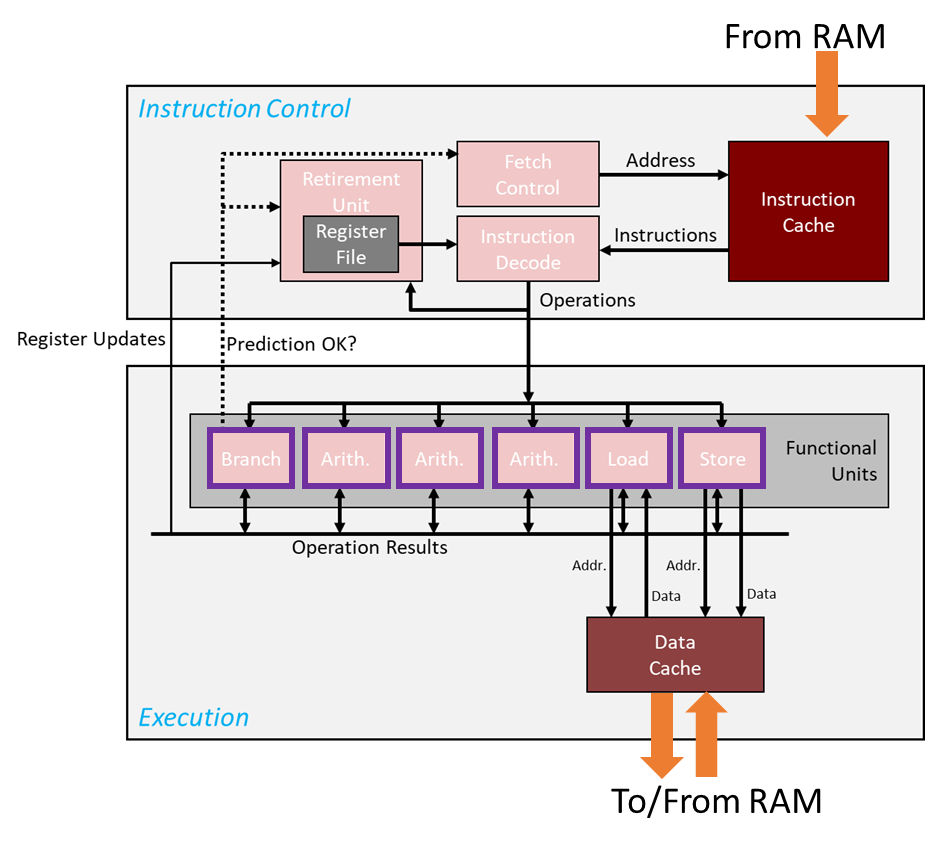 From RAM
Instruction Control
Retirement
Unit
Register
File
Fetch
Control
Address
Instruction
Cache
Instruction
Decode
Instructions
Operations
Register Updates
Prediction OK?
Branch
Arith.
Arith.
Arith.
Load
Store
Functional
Units
Operation Results
Addr.
Data
Addr.
Data
Data
Cache
Execution
To/From RAM